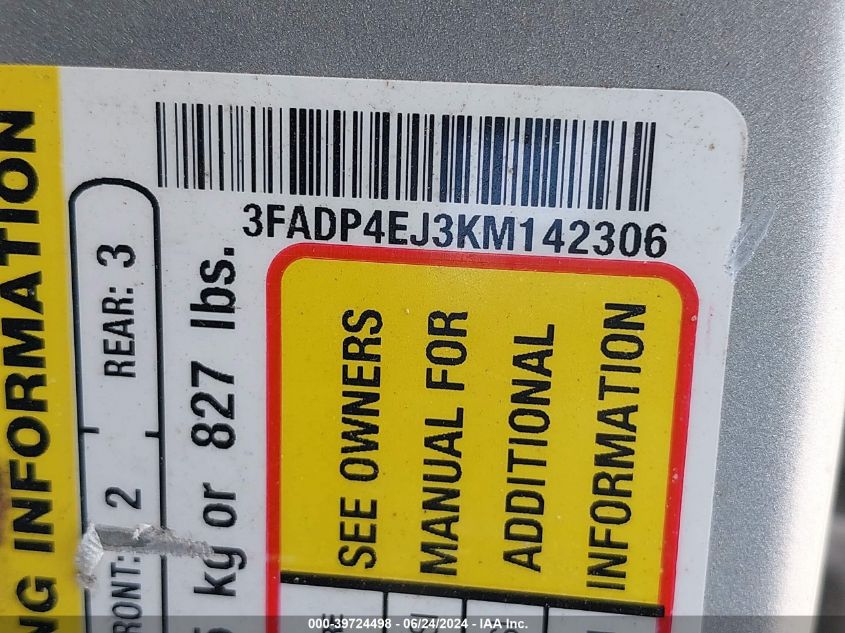 3FADP4EJ3KM142306
NG INFORMATION
FRONT: 2 REAR: 3
kg or 827 lbs.
SEE OWNERS
MANUAL FOR
ADDITIONAL
INFORMATION
000-39724498 - 06/24/2024 - IAA Inc.